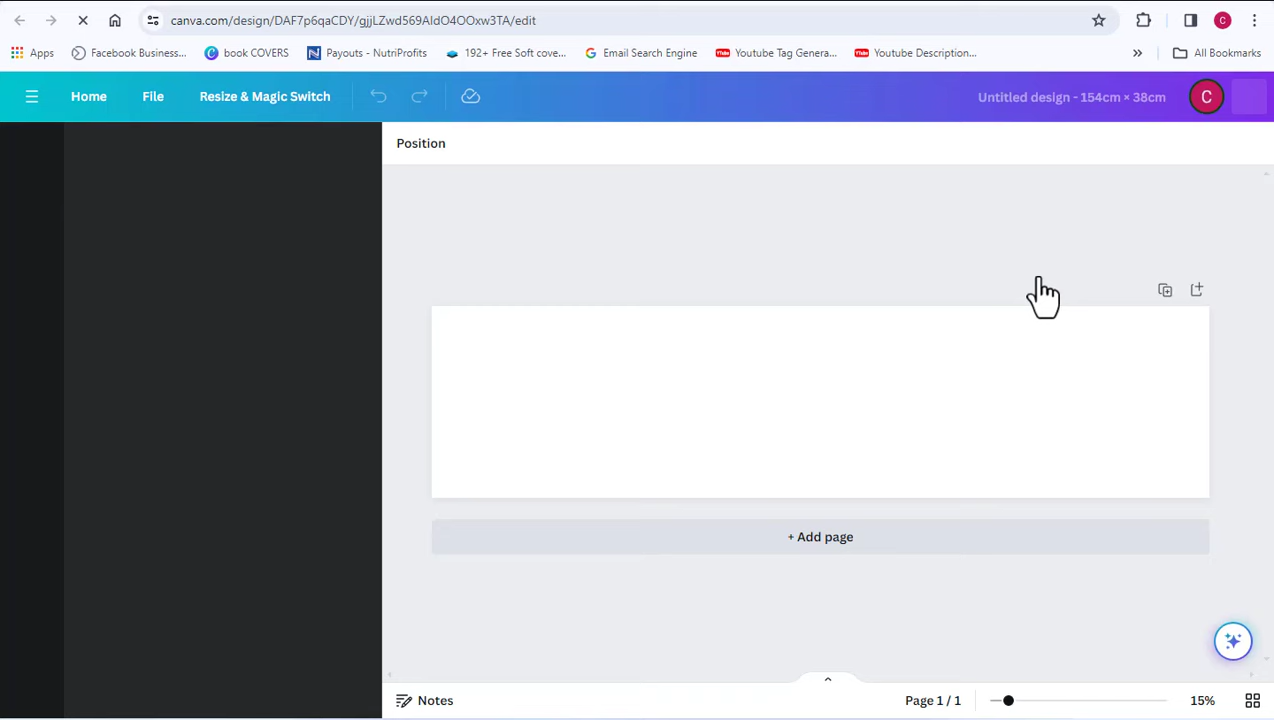 canva.com/design/DAF7p6qaCDY/gjjLZwd569AldO4OOxw3TA/edit
Apps
Facebook Business...
book COVERS
Payouts - NutriProfits
192+ Free Soft cove...
Email Search Engine
Youtube Tag Genera...
Youtube Description...
»
All Bookmarks
Home
File
Resize & Magic Switch
Untitled design - 154cm × 38cm
C
C
Position
+ Add page
Notes
Page 1 / 1
15%